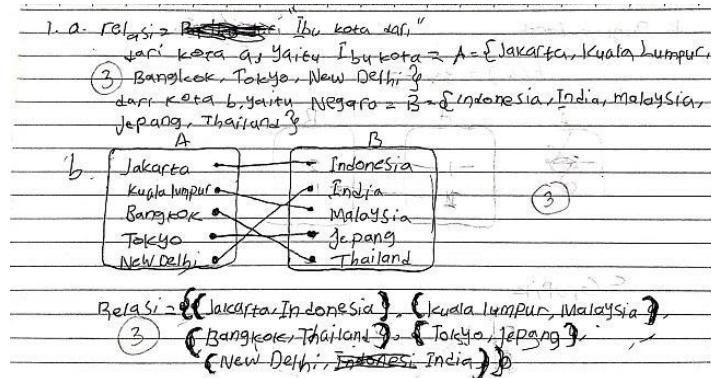 1. a. relasi = "Ibu kota dari"
dari kota a, yaitu Ibu kota = A = {Jakarta, Kuala Lumpur,
③ Bangkok, Tokyo, New Delhi}
dari kota b, yaitu Negara = B = {Indonesia, India, Malaysia,
Jepang, Thailand}
A B
b. Jakarta Indonesia
Kuala lumpur India
Bangkok Malaysia ③
Tokyo Jepang
New Delhi Thailand
Relasi = {(Jakarta, Indonesia), (Kuala lumpur, Malaysia),
③ (Bangkok, Thailand), (Tokyo, Jepang),
(New Delhi, Indonesi India)}